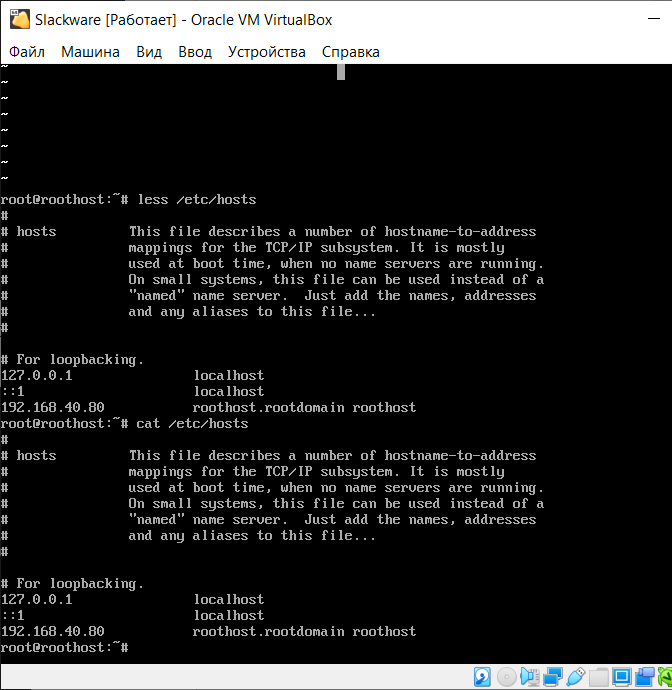 Slackware [Работает] - Oracle VM VirtualBox
Файл Машина Вид Ввод Устройства Справка
~
~
~
~
~
~
~
~
root@roothost:~# less /etc/hosts
#
# hosts         This file describes a number of hostname-to-address
#               mappings for the TCP/IP subsystem. It is mostly
#               used at boot time, when no name servers are running.
#               On small systems, this file can be used instead of a
#               "named" name server.  Just add the names, addresses
#               and any aliases to this file...
#

# For loopbacking.
127.0.0.1               localhost
::1                     localhost
192.168.40.80           roothost.rootdomain roothost
root@roothost:~# cat /etc/hosts
#
# hosts         This file describes a number of hostname-to-address
#               mappings for the TCP/IP subsystem. It is mostly
#               used at boot time, when no name servers are running.
#               On small systems, this file can be used instead of a
#               "named" name server.  Just add the names, addresses
#               and any aliases to this file...
#

# For loopbacking.
127.0.0.1               localhost
::1                     localhost
192.168.40.80           roothost.rootdomain roothost
root@roothost:~#